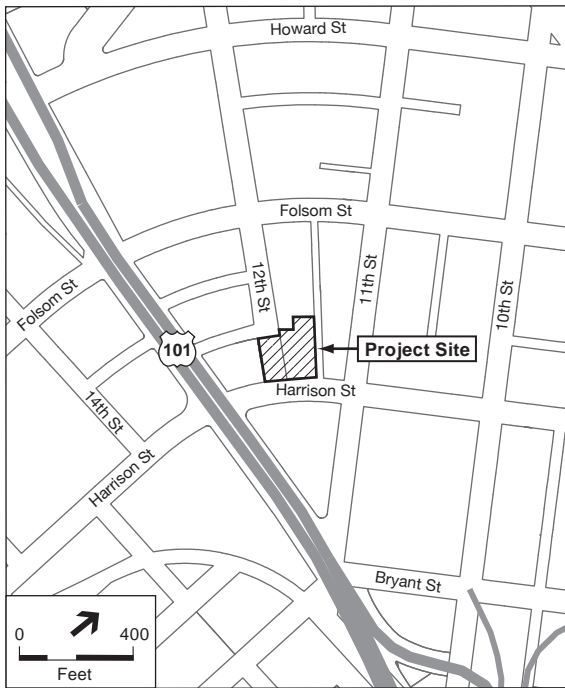 Howard St
Folsom St
12th St
11th St
10th St
Folsom St
101
Project Site
Harrison St
14th St
Harrison St
Bryant St
0 400
Feet